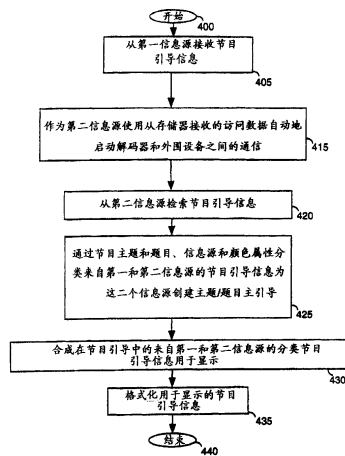 开始
400
从第一信息源接收节目
引导信息
405
作为第二信息源使用从存储器接收的访问数据自动地
启动解码器和外围设备之间的通信
415
从第二信息源检索节目引导信息
420
通过节目主题和题目、信息源和颜色属性分
类来自第一和第二信息源的节目引导信息为
这二个信息源创建主题/题目主引导
425
合成在节目引导中的来自第一和第二信息源的分类节目
引导信息用于显示
430
格式化用于显示的节目
引导信息
435
结束
440